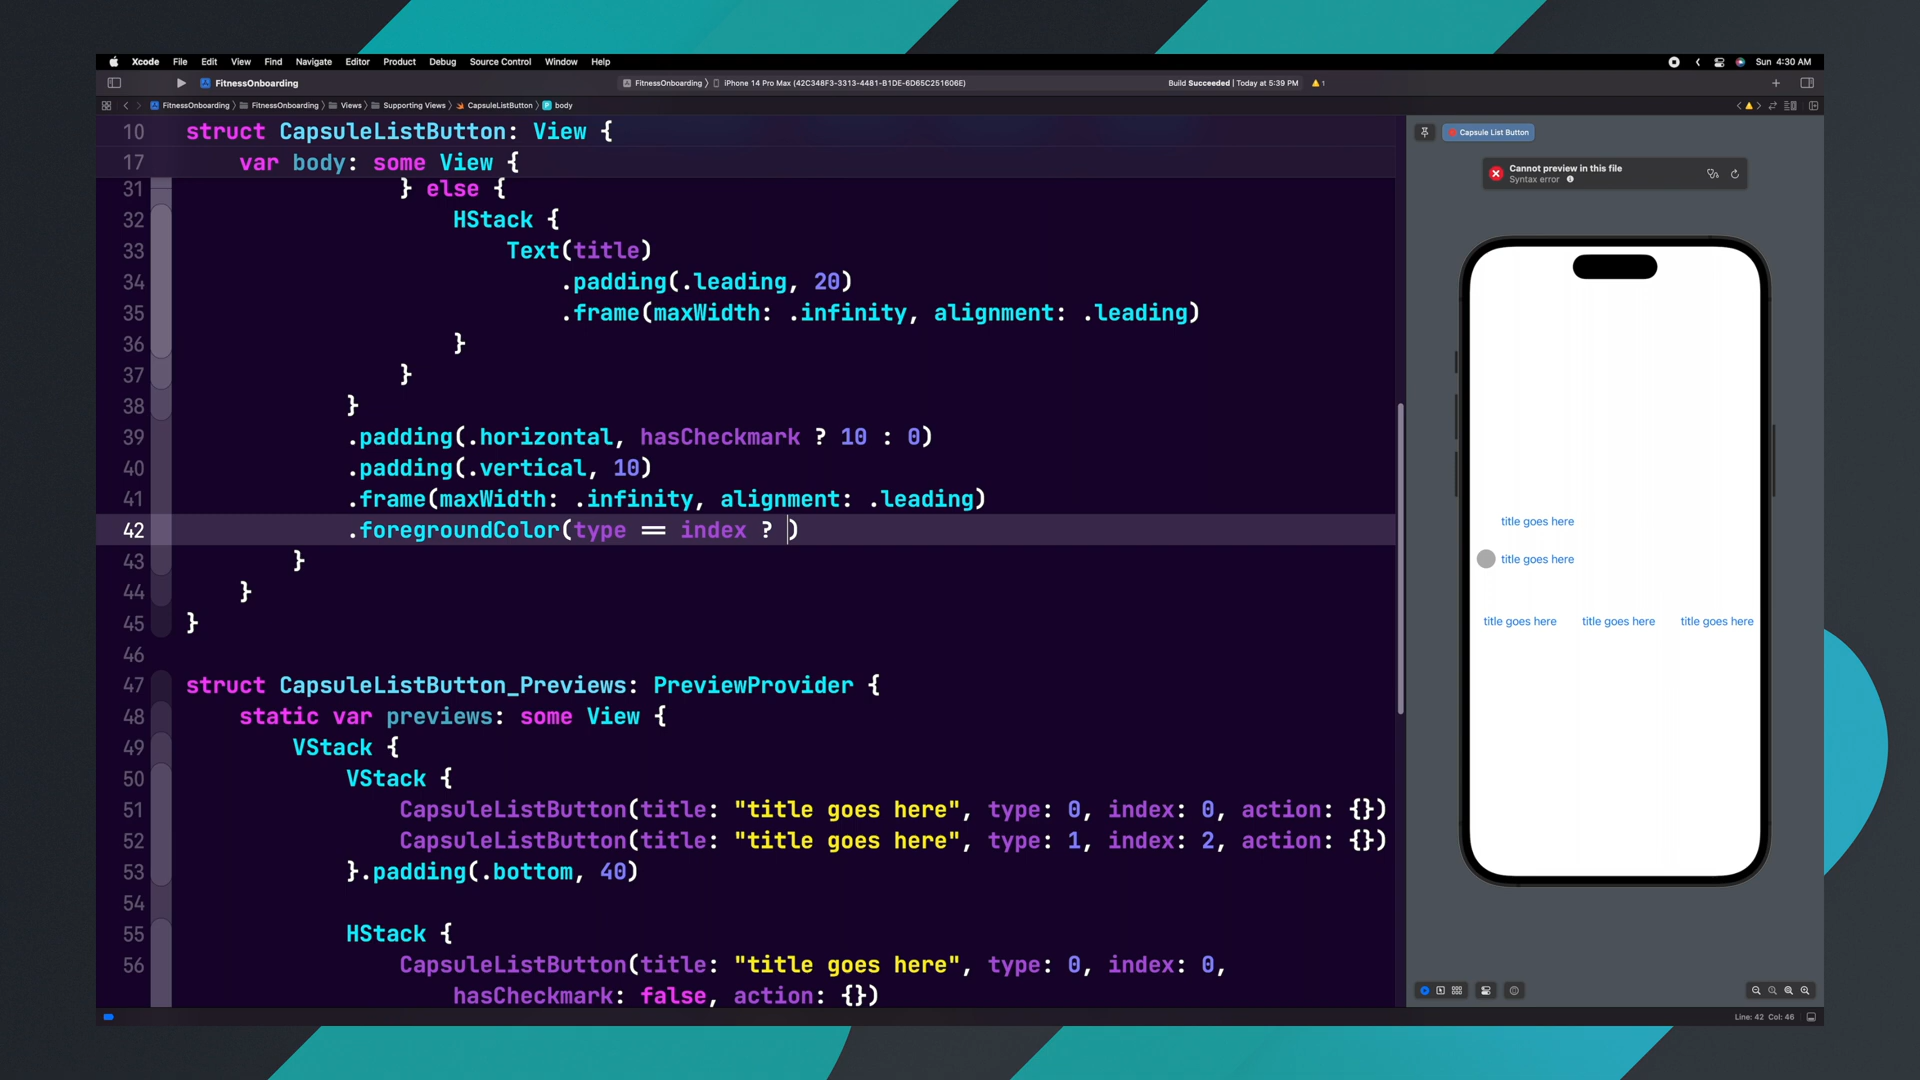 Xcode File Edit View Find Navigate Editor Product Debug Source Control Window Help
Sun 4:30 AM
FitnessOnboarding
FitnessOnboarding 〉 iPhone 14 Pro Max (42C348F3-3313-4481-B1DE-6D65C251606E)
Build Succeeded | Today at 5:39 PM
1
FitnessOnboarding 〉 FitnessOnboarding 〉 Views 〉 Supporting Views 〉 CapsuleListButton 〉 body
10 struct CapsuleListButton: View {
17 var body: some View {
31 } else {
32 HStack {
33 Text(title)
34 .padding(.leading, 20)
35 .frame(maxWidth: .infinity, alignment: .leading)
36 }
37 }
38 }
39 .padding(.horizontal, hasCheckmark ? 10 : 0)
40 .padding(.vertical, 10)
41 .frame(maxWidth: .infinity, alignment: .leading)
42 .foregroundColor(type == index ? )
43 }
44 }
45 }
46
47 struct CapsuleListButton_Previews: PreviewProvider {
48 static var previews: some View {
49 VStack {
50 VStack {
51 CapsuleListButton(title: "title goes here", type: 0, index: 0, action: {})
52 CapsuleListButton(title: "title goes here", type: 1, index: 2, action: {})
53 }.padding(.bottom, 40)
54
55 HStack {
56 CapsuleListButton(title: "title goes here", type: 0, index: 0,
hasCheckmark: false, action: {})
Capsule List Button
Cannot preview in this file
Syntax error
title goes here
title goes here
title goes here title goes here title goes here
Line: 42 Col: 46